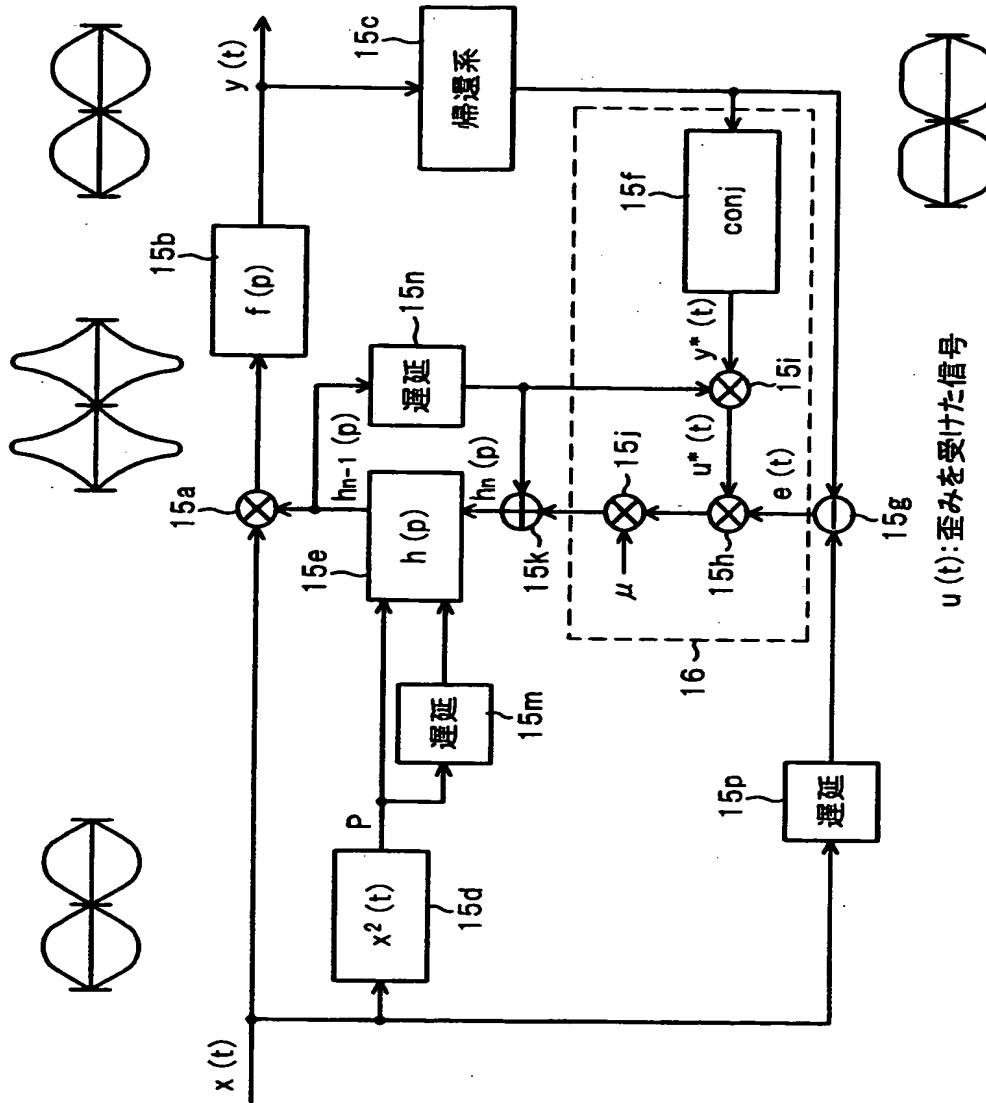 x(t)
15a
15b
f(p)
y(t)
15c
帰還系
x²(t)
15d
P
遅延
15m
15e
h(p)
hn-1(p)
遅延
15n
hn(p)
15k
μ
15j
15h
u*(t)
e(t)
15i
y*(t)
15f
conj
16
15g
遅延
15p
u(t):歪みを受けた信号